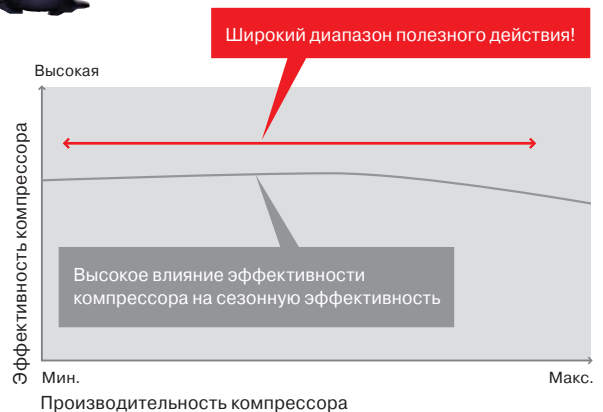 Широкий диапазон полезного действия!
Высокая
Эффективность компрессора
Высокое влияние эффективности
компрессора на сезонную эффективность
Мин.
Макс.
Производительность компрессора